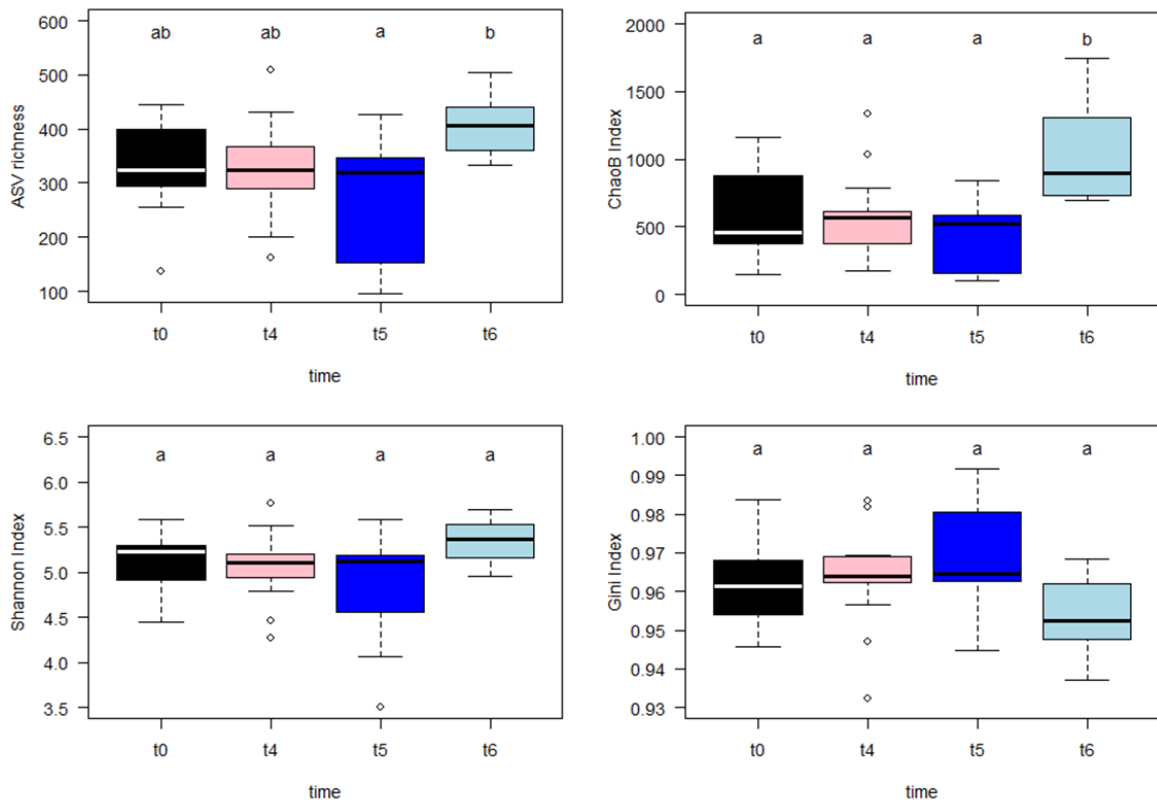 ASV richness
600
500
400
300
200
100
ab ab a b
t0 t4 t5 t6
time
ChaoB Index
2000
1500
1000
500
0
a a a b
t0 t4 t5 t6
time
Shannon Index
6.5
6.0
5.5
5.0
4.5
4.0
3.5
a a a a
t0 t4 t5 t6
time
Gini Index
1.00
0.99
0.98
0.97
0.96
0.95
0.94
0.93
a a a a
t0 t4 t5 t6
time